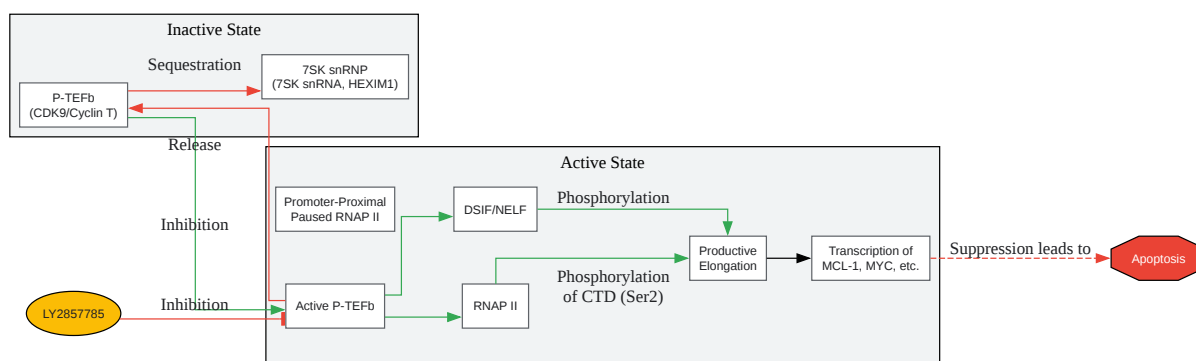 Inactive State
Sequestration
7SK snRNP
(7SK snRNA, HEXIM1)
P-TEFb
(CDK9/Cyclin T)
Release
Active State
Promoter-Proximal
Paused RNAP II
DSIF/NELF
Phosphorylation
Inhibition
Productive
Elongation
Transcription of
MCL-1, MYC, etc.
Suppression leads to
Apoptosis
Phosphorylation
of CTD (Ser2)
Inhibition
LY2857785
Active P-TEFb
RNAP II